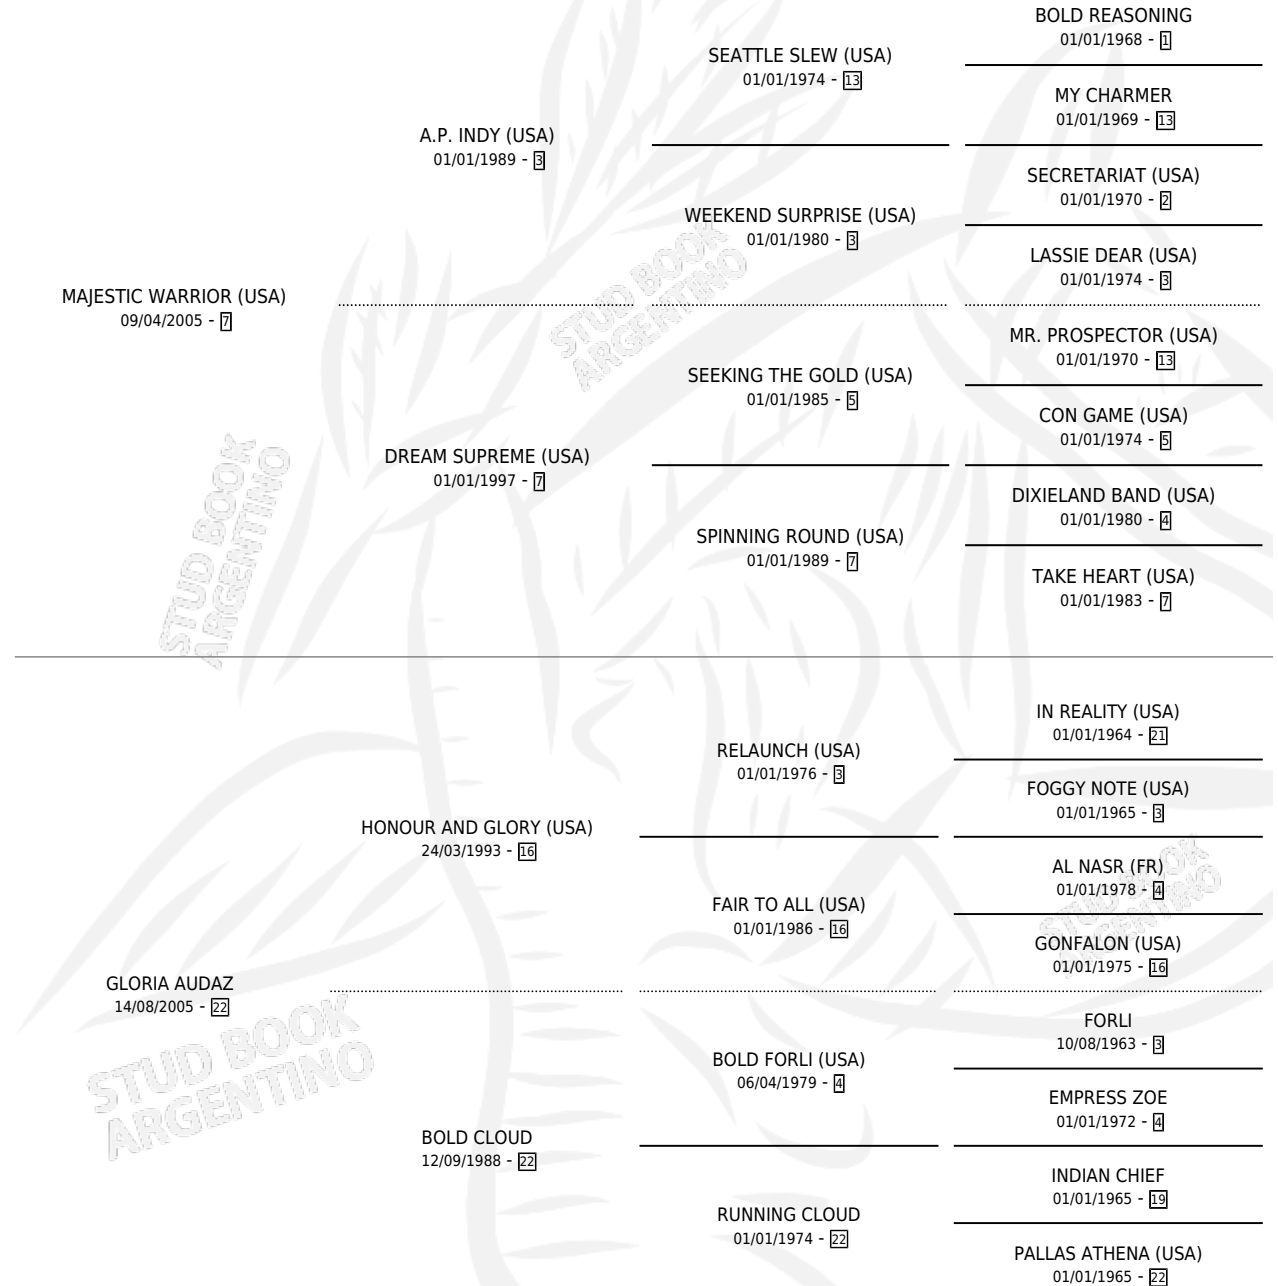 BOLD REASONING
01/01/1968 - 1
SEATTLE SLEW (USA)
01/01/1974 - 13
MY CHARMER
01/01/1969 - 13
A.P. INDY (USA)
01/01/1989 - 3
SECRETARIAT (USA)
01/01/1970 - 2
WEEKEND SURPRISE (USA)
01/01/1980 - 3
LASSIE DEAR (USA)
01/01/1974 - 3
MAJESTIC WARRIOR (USA)
09/04/2005 - 7
STUD BOOK
ARGENTINO
MR. PROSPECTOR (USA)
01/01/1970 - 13
SEEKING THE GOLD (USA)
01/01/1985 - 5
CON GAME (USA)
01/01/1974 - 5
DREAM SUPREME (USA)
01/01/1997 - 7
DIXIELAND BAND (USA)
01/01/1980 - 4
SPINNING ROUND (USA)
01/01/1989 - 7
TAKE HEART (USA)
01/01/1983 - 7
STUD BOOK
ARGENTINO
IN REALITY (USA)
01/01/1964 - 21
RELAUNCH (USA)
01/01/1976 - 3
FOGGY NOTE (USA)
01/01/1965 - 3
HONOUR AND GLORY (USA)
24/03/1993 - 16
AL NASR (FR)
01/01/1978 - 4
FAIR TO ALL (USA)
01/01/1986 - 16
STUD BOOK
ARGENTINO
GONFALON (USA)
01/01/1975 - 16
GLORIA AUDAZ
14/08/2005 - 22
FORLI
10/08/1963 - 3
BOLD FORLI (USA)
06/04/1979 - 4
EMPRESS ZOE
01/01/1972 - 4
STUD BOOK
ARGENTINO
BOLD CLOUD
12/09/1988 - 22
INDIAN CHIEF
01/01/1965 - 19
RUNNING CLOUD
01/01/1974 - 22
PALLAS ATHENA (USA)
01/01/1965 - 22